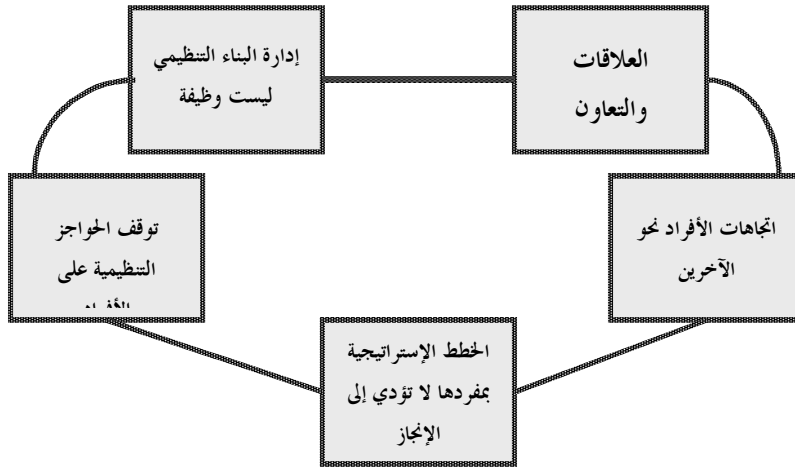 العلاقات
والتعاون
إدارة البناء التنظيمي
ليست وظيفة
اتجاهات الأفراد نحو
الآخرين
توقف الحواجز
التنظيمية على
الخطط الإستراتيجية
بمفردها لا تؤدي إلى
الإنجاز